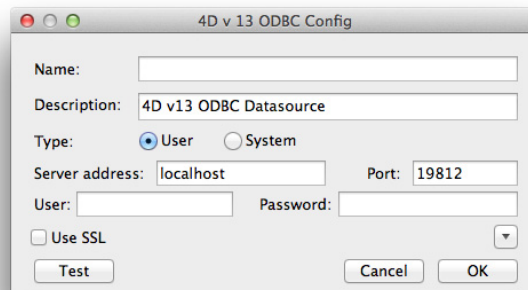 4D v 13 ODBC Config
Name:
Description: 4D v13 ODBC Datasource
Type: User System
Server address: localhost Port: 19812
User: Password:
Use SSL
Test Cancel OK